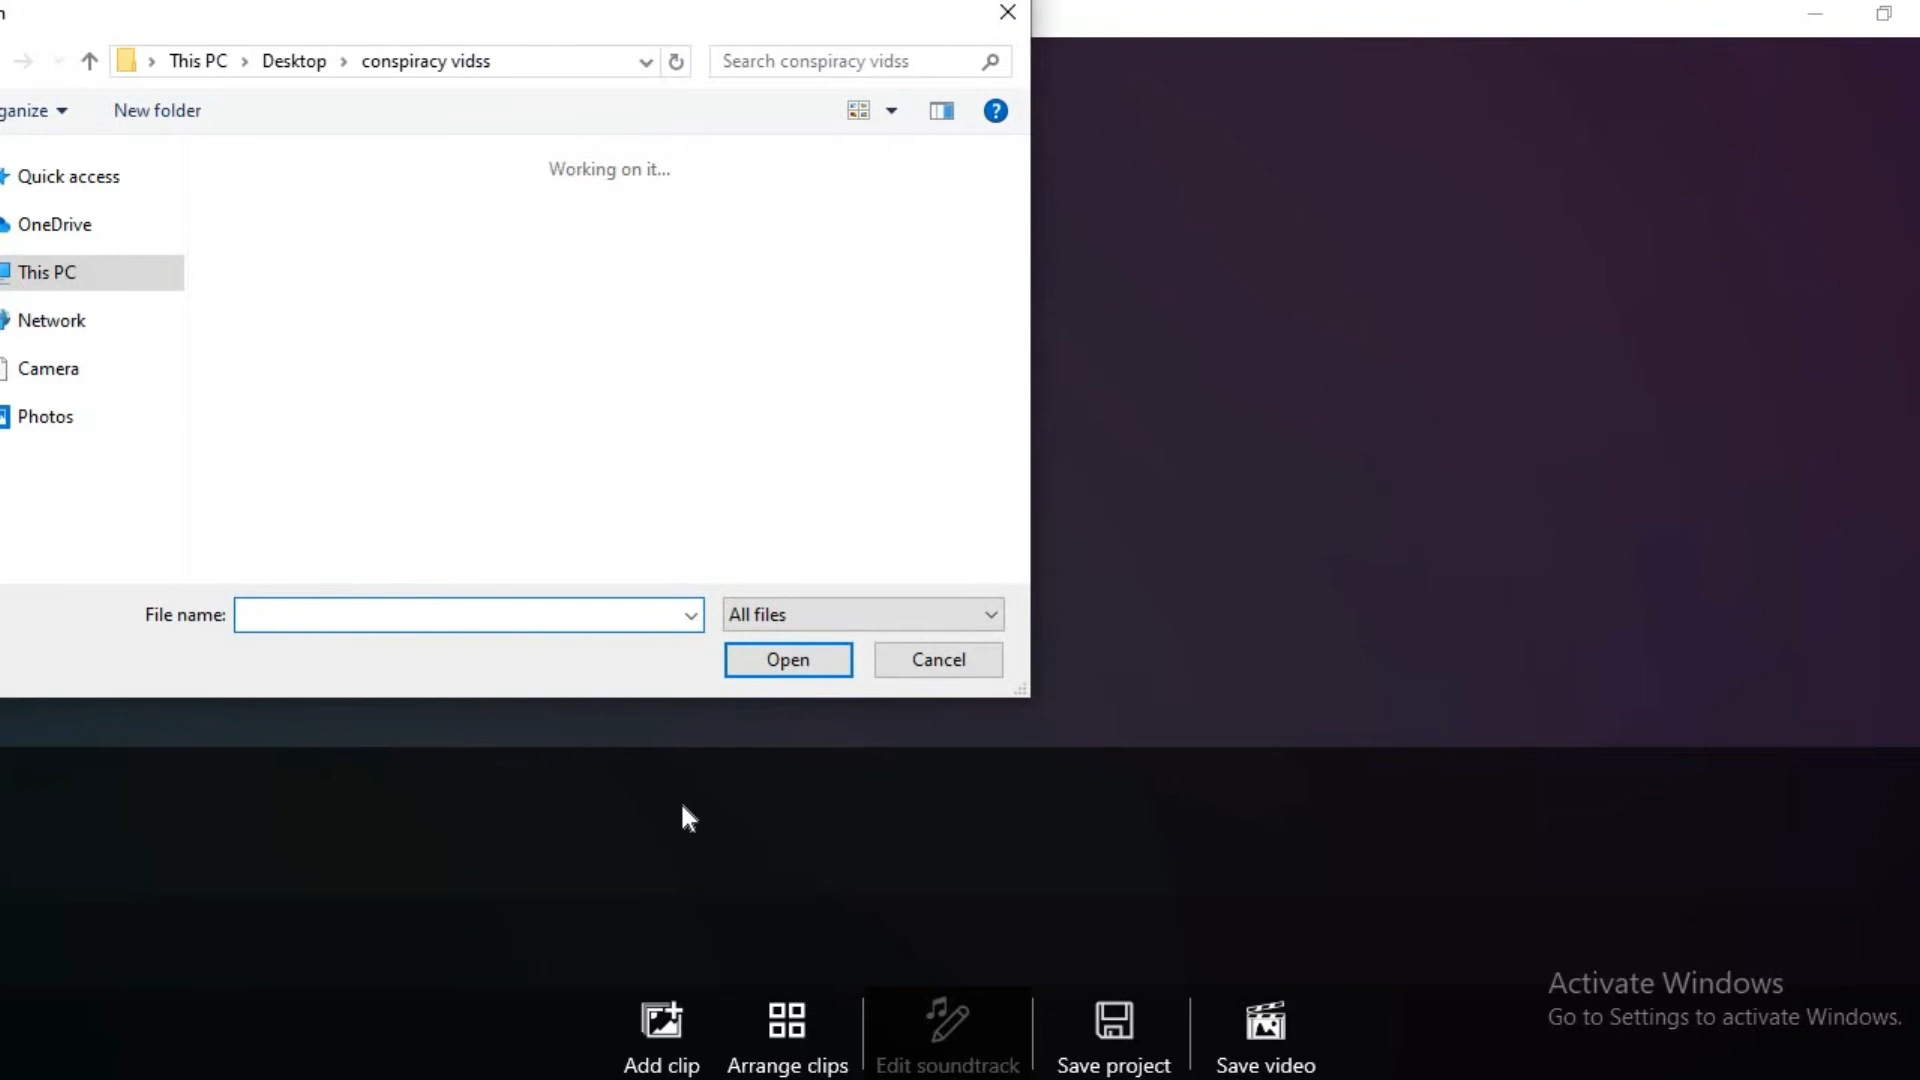 This PC > Desktop > conspiracy vidss
Search conspiracy vidss
ganize
New folder
Working on it...
Quick access
OneDrive
This PC
Network
Camera
Photos
File name:
All files
Open
Cancel
Activate Windows
Go to Settings to activate Windows.
Add clip
Arrange clips
Edit soundtrack
Save project
Save video